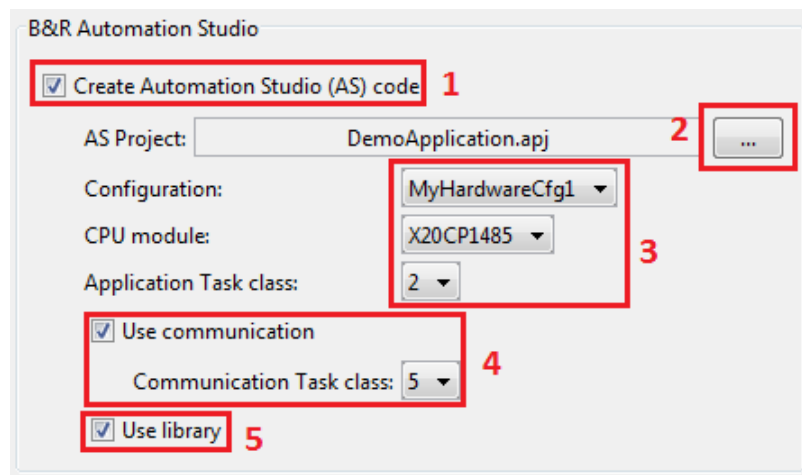 B&R Automation Studio
Create Automation Studio (AS) code 1
AS Project: DemoApplication.apj 2 ...
Configuration: MyHardwareCfg1
CPU module: X20CP1485 3
Application Task class: 2
Use communication
Communication Task class: 5 4
Use library 5